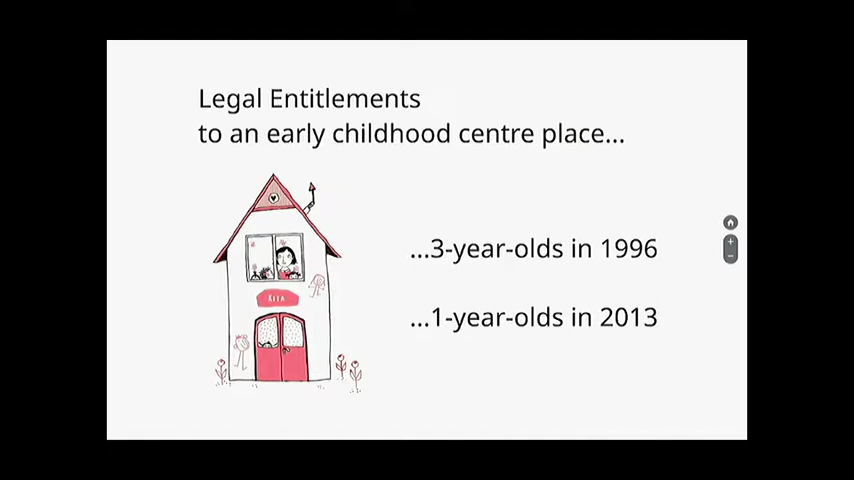 Legal Entitlements
to an early childhood centre place...
...3-year-olds in 1996
...1-year-olds in 2013
KITA